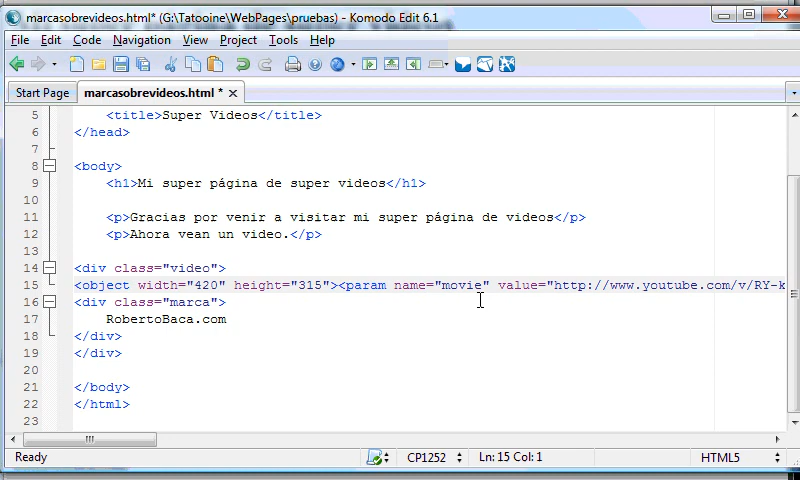 marcasobrevideos.html* (G:\Tatooine\WebPages\pruebas) - Komodo Edit 6.1
File Edit Code Navigation View Project Tools Help
Start Page marcasobrevideos.html *
5 <title>Super Videos</title>
6 </head>
7
8 <body>
9 <h1>Mi super página de super videos</h1>
10
11 <p>Gracias por venir a visitar mi super página de videos</p>
12 <p>Ahora vean un video.</p>
13
14 <div class="video">
15 <object width="420" height="315"><param name="movie" value="http://www.youtube.com/v/RY-k
16 <div class="marca">
17 RobertoBaca.com
18 </div>
19 </div>
20
21 </body>
22 </html>
23
Ready CP1252 Ln: 15 Col: 1 HTML5